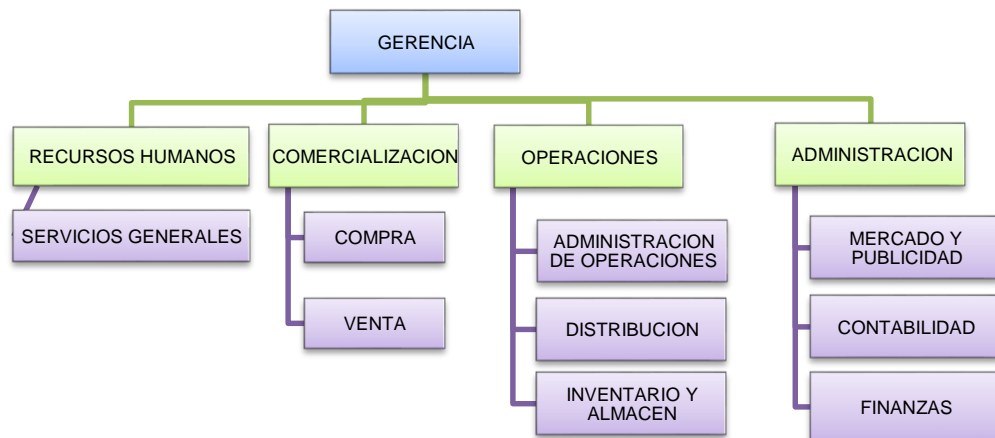 GERENCIA
RECURSOS HUMANOS
COMERCIALIZACION
OPERACIONES
ADMINISTRACION
SERVICIOS GENERALES
COMPRA
VENTA
ADMINISTRACION
DE OPERACIONES
DISTRIBUCION
INVENTARIO Y
ALMACEN
MERCADO Y
PUBLICIDAD
CONTABILIDAD
FINANZAS